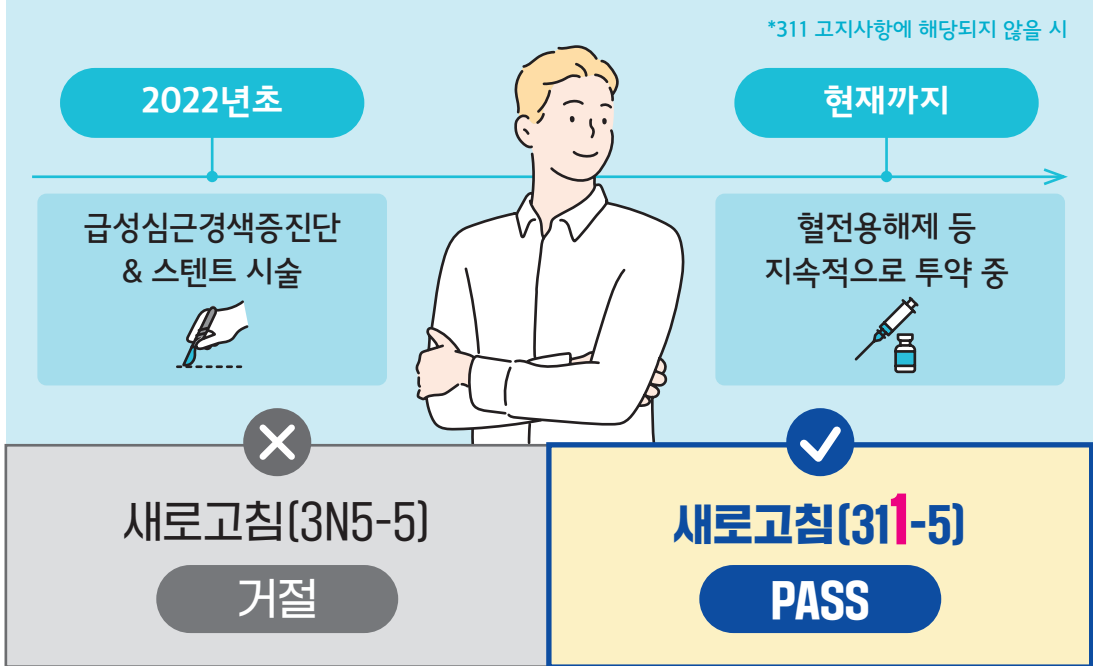 *311 고지사항에 해당되지 않을 시
2022년초
현재까지
급성심근경색증진단
& 스텐트 시술
혈전용해제 등
지속적으로 투약 중
새로고침(3N5-5)
거절
새로고침(311-5)
PASS